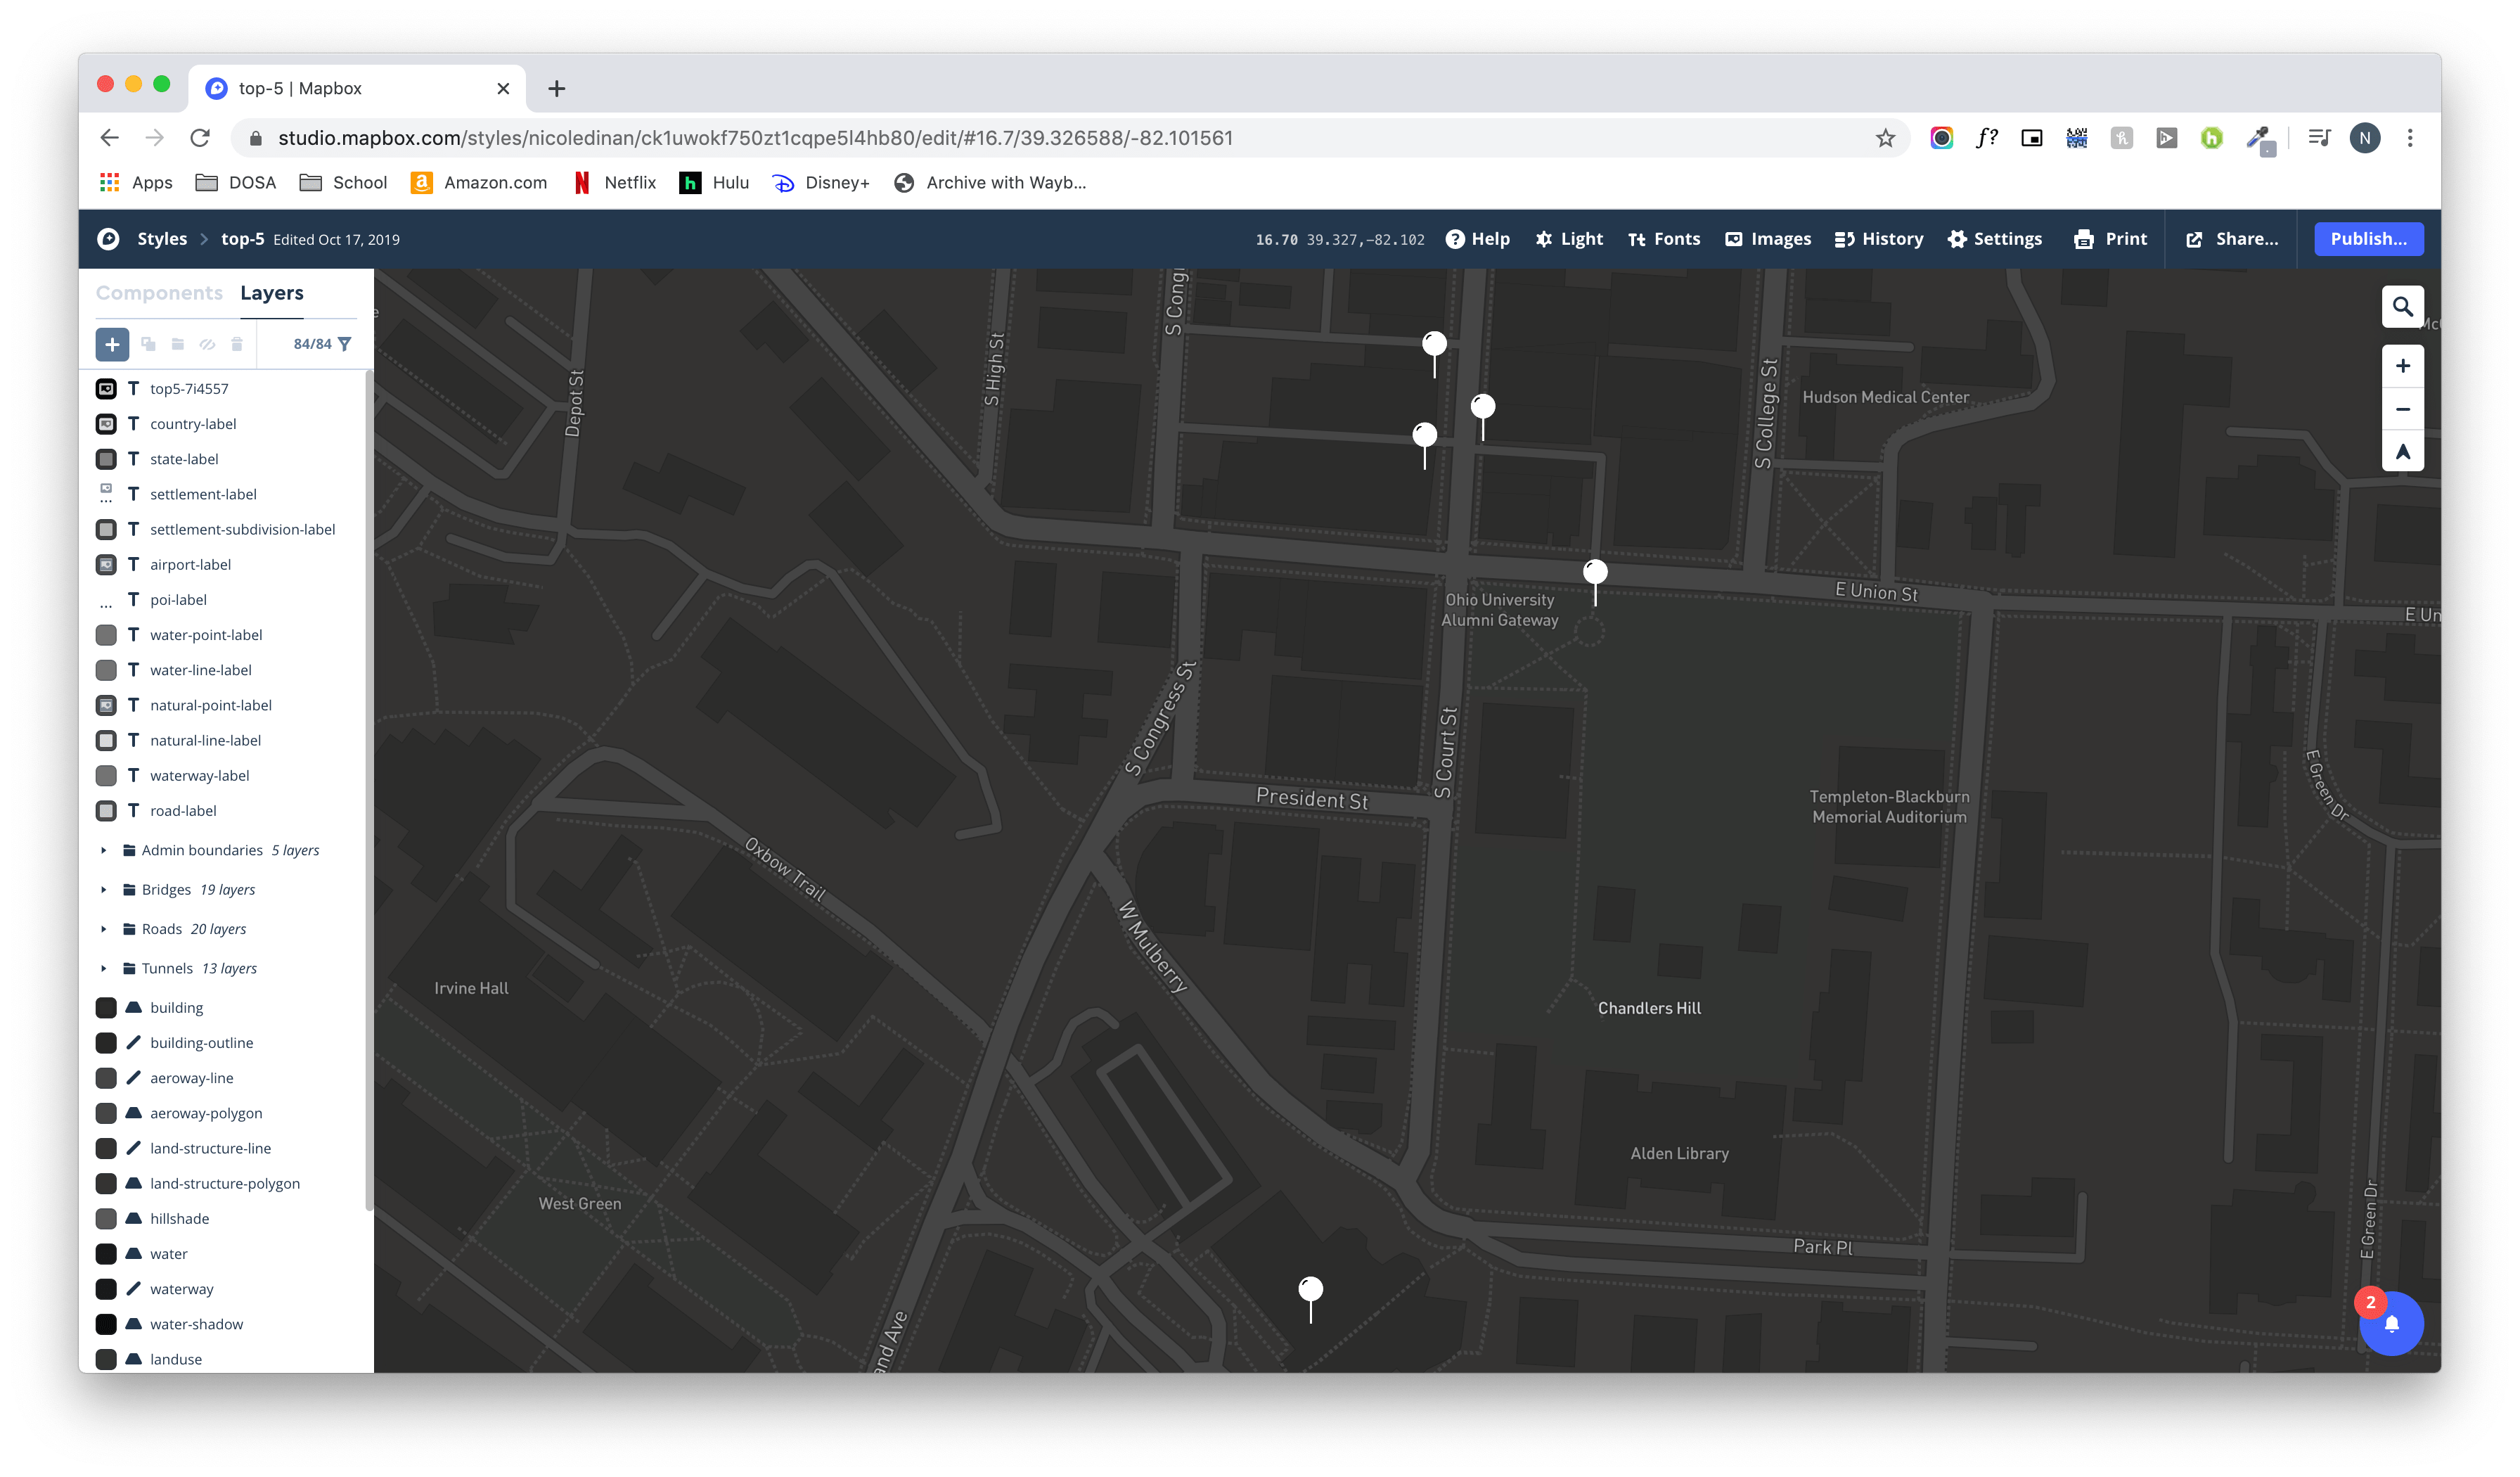 top-5 | Mapbox
studio.mapbox.com/styles/nicoledinan/ck1uwokf750zt1cqpe5l4hb80/edit/#16.7/39.326588/-82.101561
f?
N
Apps DOSA School Amazon.com Netflix Hulu Disney+ Archive with Wayb...
Styles top-5 Edited Oct 17, 2019
16.70 39.327,-82.102 Help Light Fonts Images History Settings Print Share... Publish...
Components Layers
84/84
top5-7i4557
country-label
state-label
settlement-label
settlement-subdivision-label
airport-label
poi-label
water-point-label
water-line-label
natural-point-label
natural-line-label
waterway-label
road-label
Admin boundaries 5 layers
Bridges 19 layers
Roads 20 layers
Tunnels 13 layers
building
building-outline
aeroway-line
aeroway-polygon
land-structure-line
land-structure-polygon
hillshade
water
waterway
water-shadow
landuse
S Cong
S High St
Depot St
S College St
Hudson Medical Center
Ohio University
Alumni Gateway
E Union St
E Un
S Congress St
S Court St
President St
Templeton-Blackburn
Memorial Auditorium
E Green Dr
Oxbow Trail
W Mulberry
Irvine Hall
Chandlers Hill
Alden Library
West Green
E Green Dr
Park Pl
and Ave
2